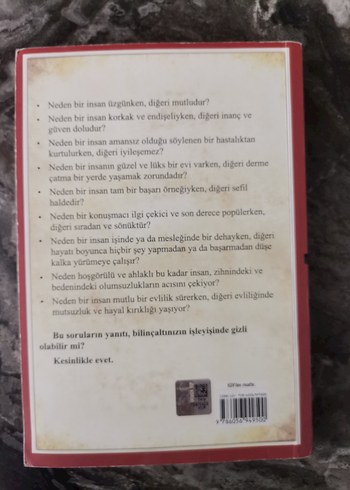 • Neden bir insan üzgünken, diğeri mutludur?
• Neden bir insan korkak ve endişeliyken, diğeri inanç ve
güven doludur?
• Neden bir insan amansız olduğu söylenen bir hastalıktan
kurtulurken, diğeri iyileşemez?
• Neden bir insanın güzel ve lüks bir evi varken, diğeri derme
çatma bir yerde yaşamak zorundadır?
• Neden bir insan tam bir başarı örneğiyken, diğeri sefil
haldedir?
• Neden bir konuşmacı ilgi çekici ve son derece popülerken,
diğeri sıradan ve sönüktür?
• Neden bir insan işinde ya da mesleğinde bir dehayken, diğeri
hayatı boyunca hiçbir şey yapmadan ya da başarmadan düşe
kalka yürümeye çalışır?
• Neden hoşgörülü ve ahlaklı bu kadar insan, zihnindeki ve
bedenindeki olumsuzlukların acısını çekiyor?
• Neden bir insan mutlu bir evlilik sürerken, diğeri evliliğinde
mutsuzluk ve hayal kırıklığı yaşıyor?
Bu soruların yanıtı, bilinçaltınızın işleyişinde gizli
olabilir mi?
Kesinlikle evet.